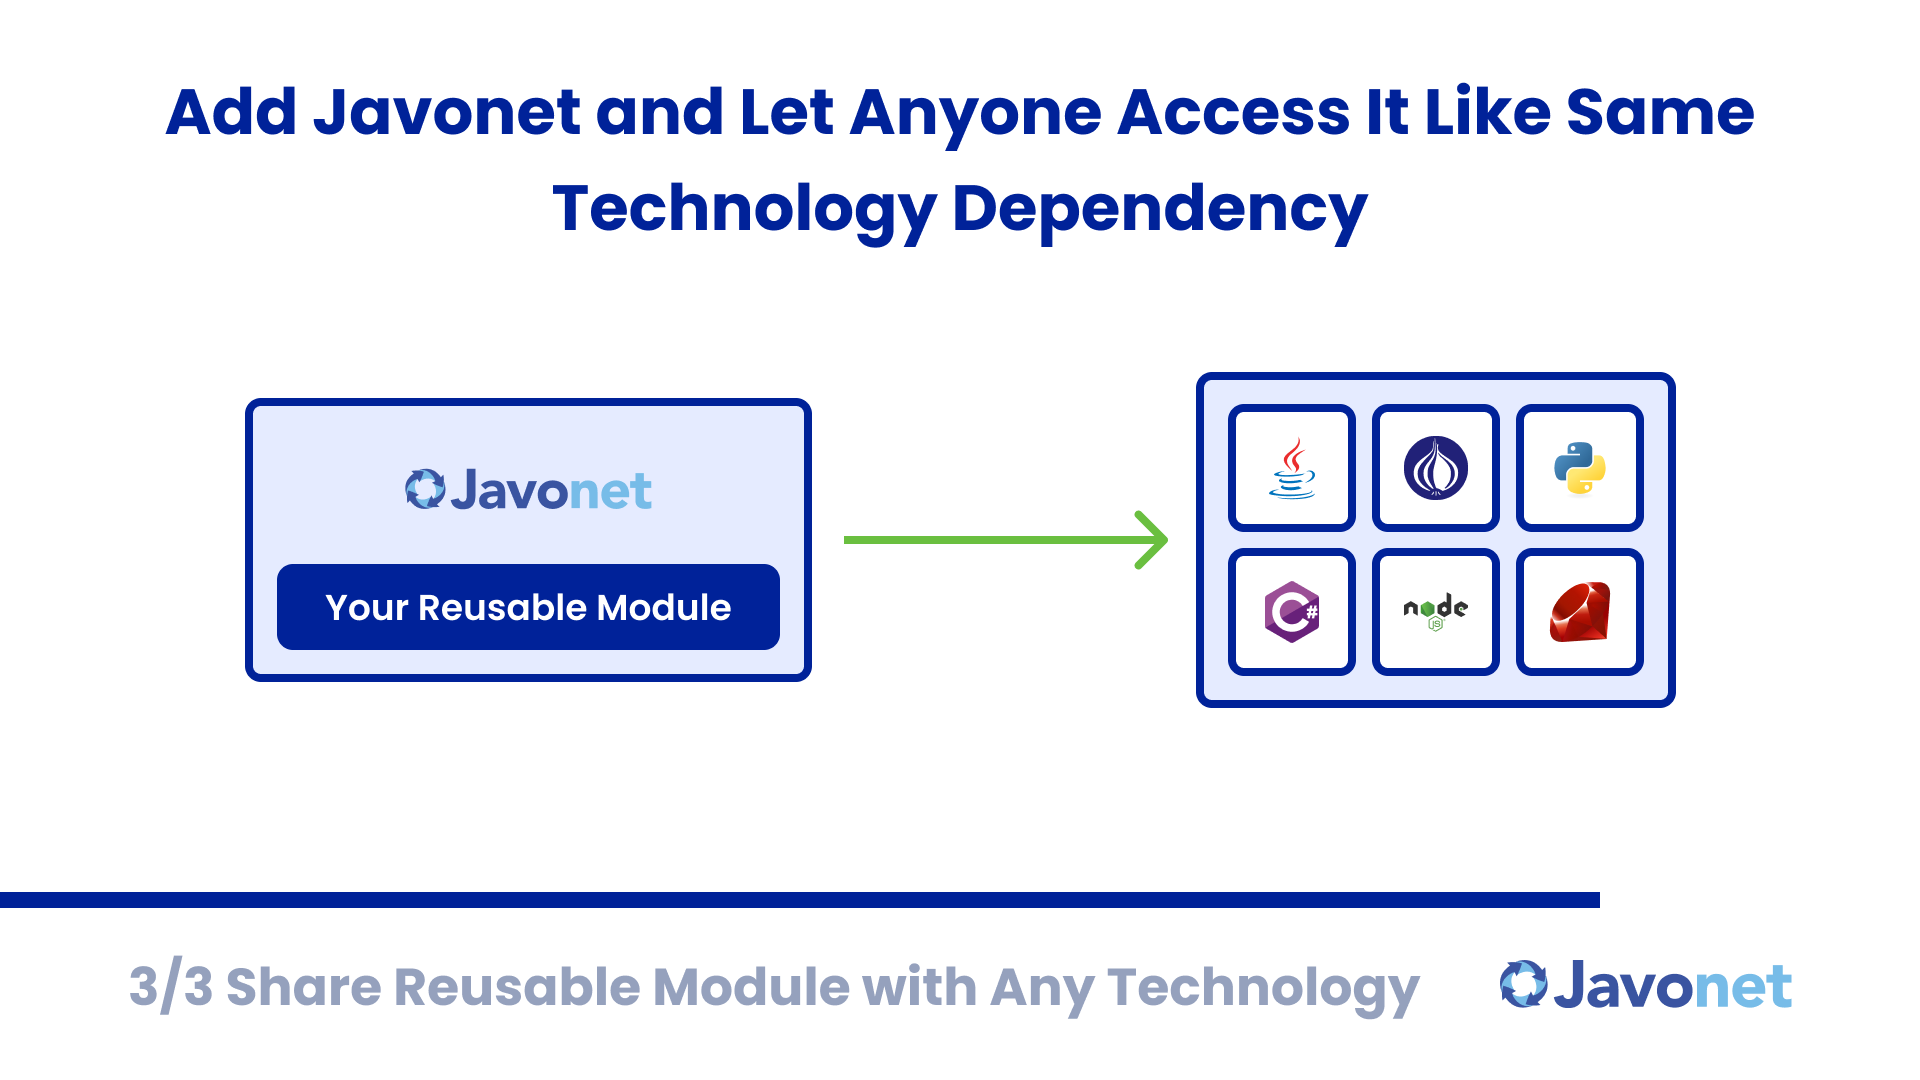 Add Javonet and Let Anyone Access It Like Same
Technology Dependency
Javonet
Your Reusable Module
C#
node
JS
3/3 Share Reusable Module with Any Technology
Javonet